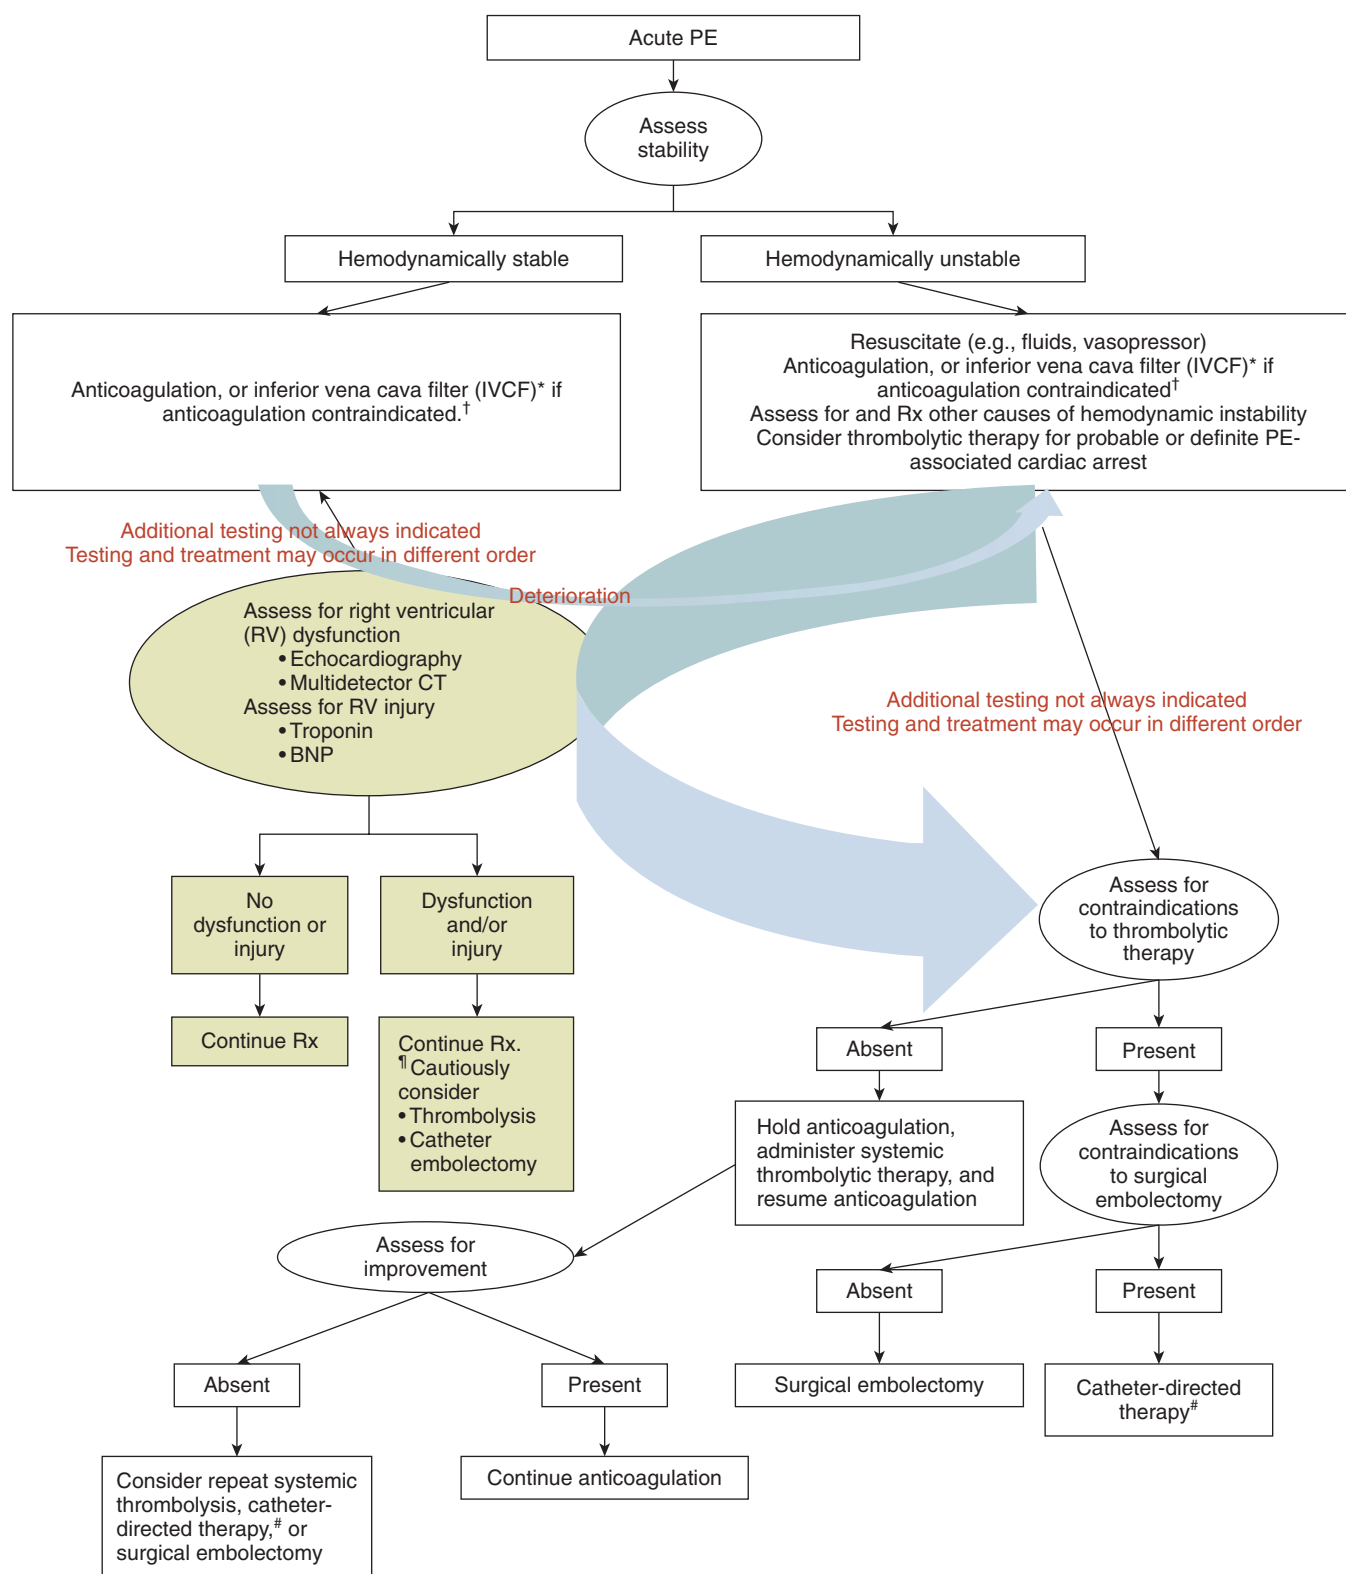 Acute PE
Assess
stability
Hemodynamically stable
Hemodynamically unstable
Anticoagulation, or inferior vena cava filter (IVCF)* if
anticoagulation contraindicated.†
Resuscitate (e.g., fluids, vasopressor)
Anticoagulation, or inferior vena cava filter (IVCF)* if
anticoagulation contraindicated†
Assess for and Rx other causes of hemodynamic instability
Consider thrombolytic therapy for probable or definite PE-
associated cardiac arrest
Additional testing not always indicated
Testing and treatment may occur in different order
Deterioration
Assess for right ventricular
(RV) dysfunction
• Echocardiography
• Multidetector CT
Assess for RV injury
• Troponin
• BNP
Additional testing not always indicated
Testing and treatment may occur in different order
No
dysfunction or
injury
Dysfunction
and/or
injury
Continue Rx
Continue Rx.
¶Cautiously
consider
• Thrombolysis
• Catheter
embolectomy
Assess for
contraindications
to thrombolytic
therapy
Absent
Present
Hold anticoagulation,
administer systemic
thrombolytic therapy, and
resume anticoagulation
Assess for
contraindications
to surgical
embolectomy
Assess for
improvement
Absent
Present
Surgical embolectomy
Catheter-directed
therapy#
Absent
Present
Consider repeat systemic
thrombolysis, catheter-
directed therapy,# or
surgical embolectomy
Continue anticoagulation